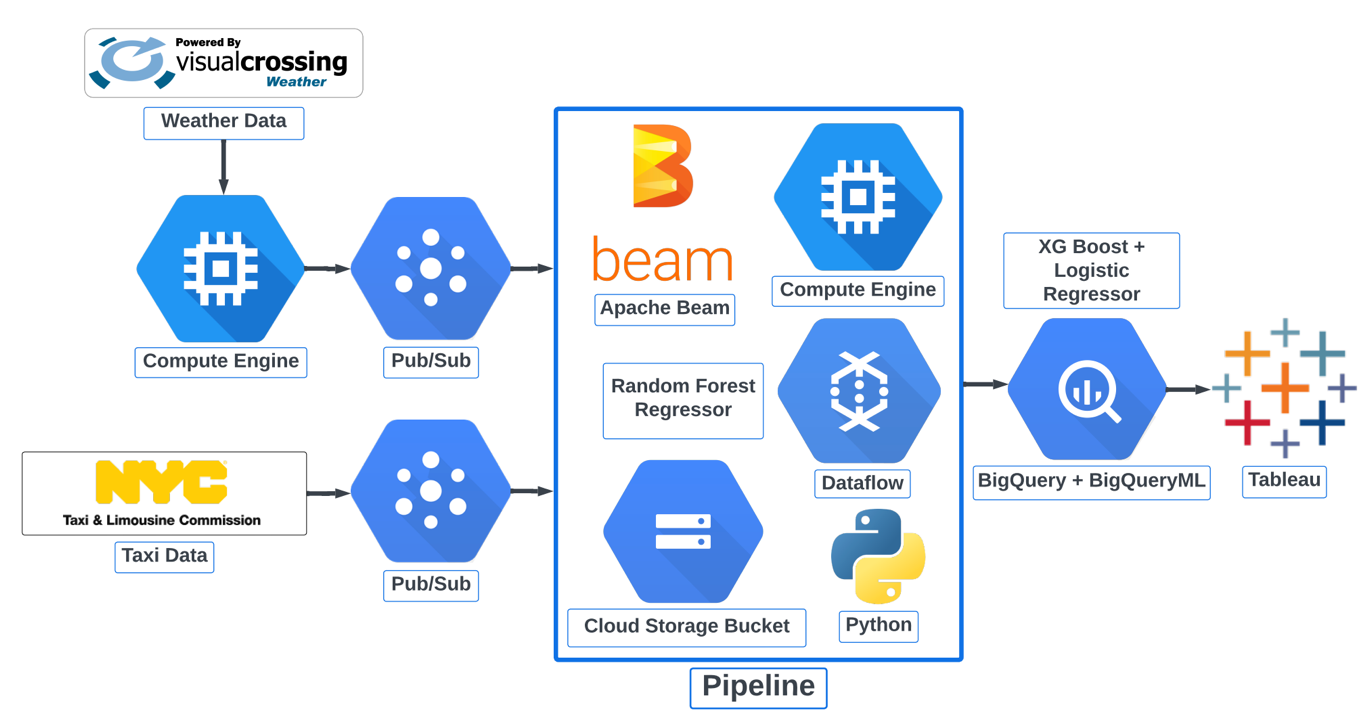 Powered By
visualcrossing
Weather
Weather Data
Compute Engine
Pub/Sub
NYC
Taxi & Limousine Commission
Taxi Data
Pub/Sub
beam
Apache Beam
Compute Engine
Random Forest
Regressor
Dataflow
Cloud Storage Bucket
Python
Pipeline
XG Boost +
Logistic
Regressor
BigQuery + BigQueryML
Tableau